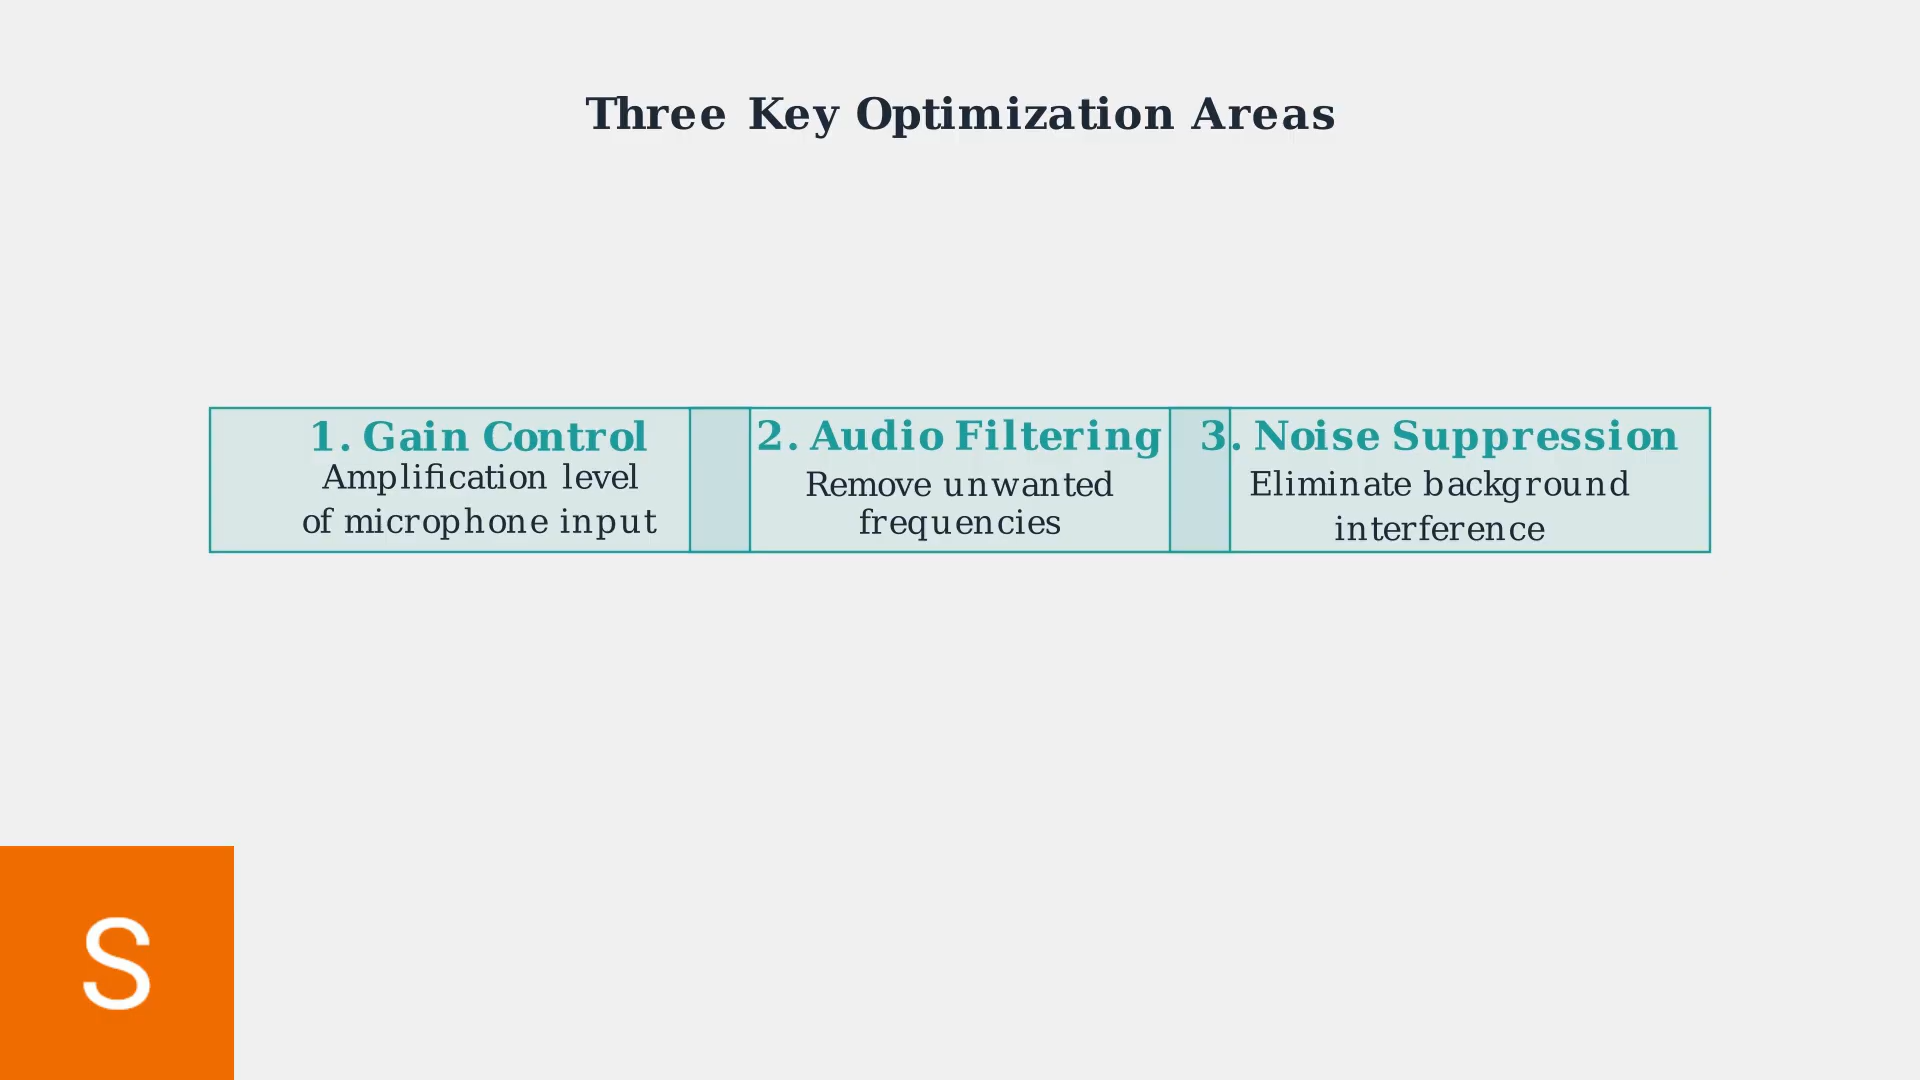 Three Key Optimization Areas
1. Gain Control
Amplification level
of microphone input
2. Audio Filtering
Remove unwanted
frequencies
3. Noise Suppression
Eliminate background
interference
S